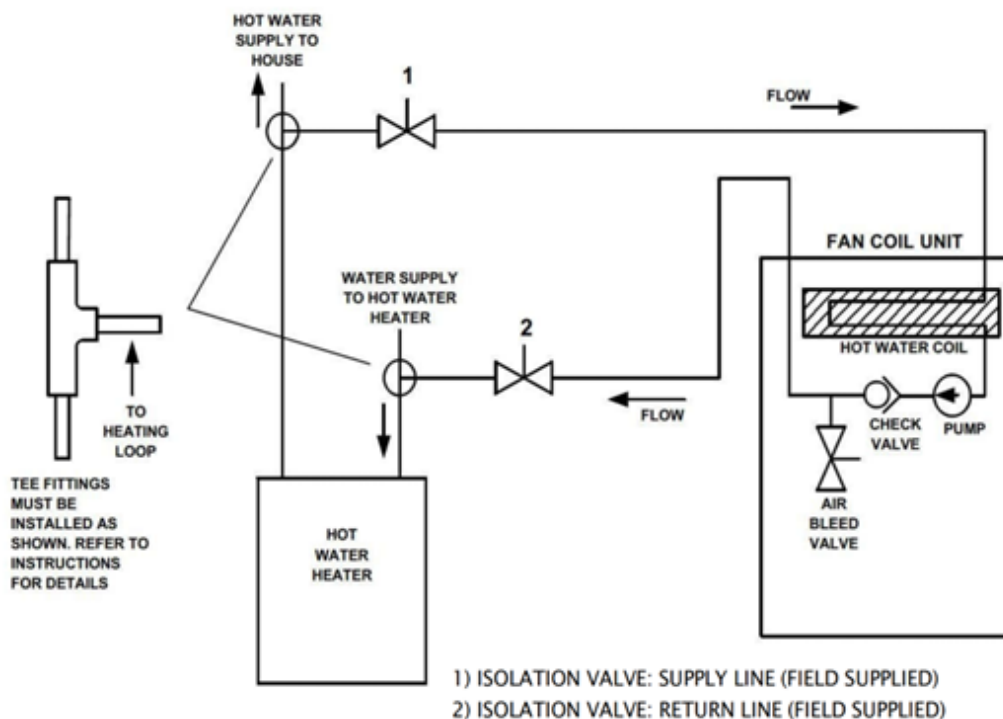 HOT WATER
SUPPLY TO
HOUSE
1
FLOW
FAN COIL UNIT
WATER SUPPLY
TO HOT WATER
HEATER
2
HOT WATER COIL
TO
HEATING
LOOP
FLOW
CHECK
VALVE
PUMP
TEE FITTINGS
MUST BE
INSTALLED AS
SHOWN. REFER TO
INSTRUCTIONS
FOR DETAILS
AIR
BLEED
VALVE
HOT
WATER
HEATER
1) ISOLATION VALVE: SUPPLY LINE (FIELD SUPPLIED)
2) ISOLATION VALVE: RETURN LINE (FIELD SUPPLIED)